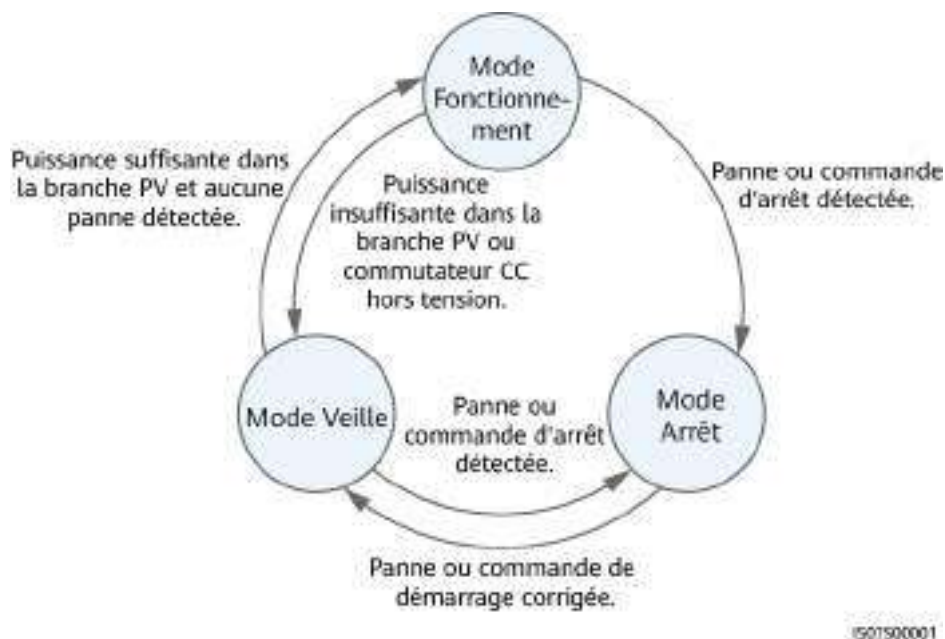 Mode
Fonctionne-
ment
Puissance suffisante dans
la branche PV et aucune
panne détectée.
Puissance
insuffisante dans la
branche PV ou
commutateur CC
hors tension.
Panne ou commande
d'arrêt détectée.
Mode Veille
Panne ou
commande d'arrêt
détectée.
Mode
Arrêt
Panne ou commande de
démarrage corrigée.
IS07S00001